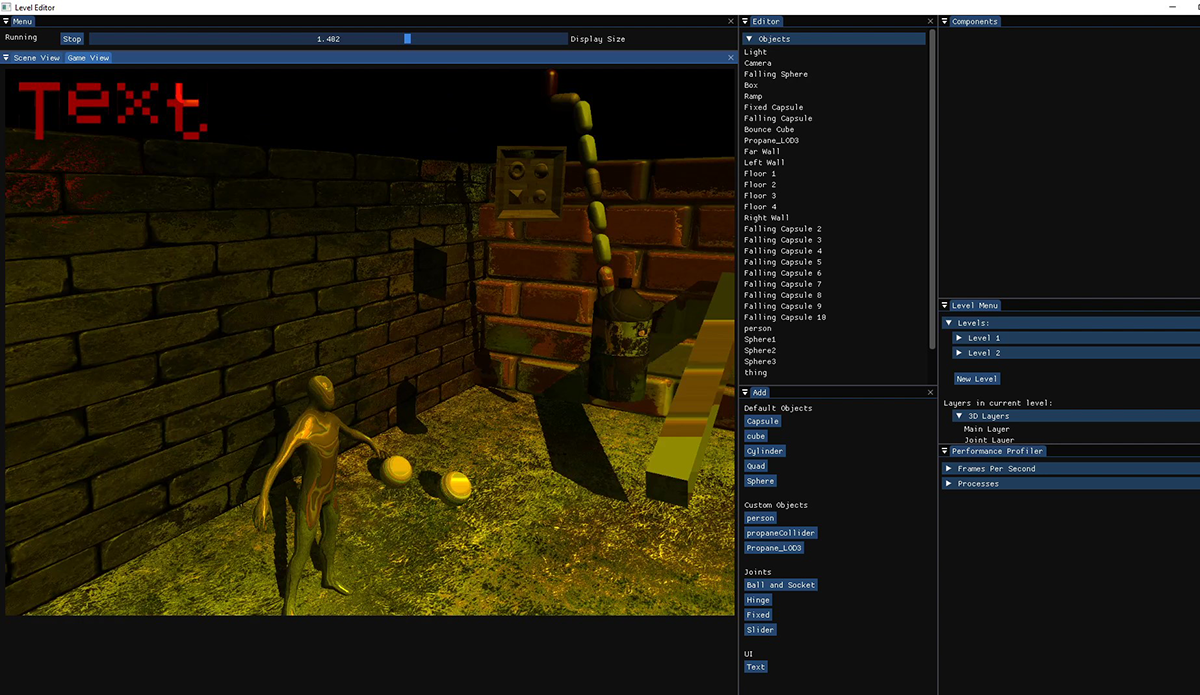 Level Editor
Menu
Running
Stop
1.482
Display Size
Scene View
Game View
Text
Editor
Objects
Light
Camera
Falling Sphere
Box
Ramp
Fixed Capsule
Falling Capsule
Bounce Cube
Propane_LOD3
Far Wall
Left Wall
Floor 1
Floor 2
Floor 3
Floor 4
Right Wall
Falling Capsule 2
Falling Capsule 3
Falling Capsule 4
Falling Capsule 5
Falling Capsule 6
Falling Capsule 7
Falling Capsule 8
Falling Capsule 9
Falling Capsule 10
person
Sphere1
Sphere2
Sphere3
thing
Add
Default Objects
Capsule
cube
Cylinder
Quad
Sphere
Custom Objects
person
propaneCollider
Propane_LOD3
Joints
Ball and Socket
Hinge
Fixed
Slider
UI
Text
Components
Level Menu
Levels:
Level 1
Level 2
New Level
Layers in current level:
3D Layers
Main Layer
Joint Layer
Performance Profiler
Frames Per Second
Processes